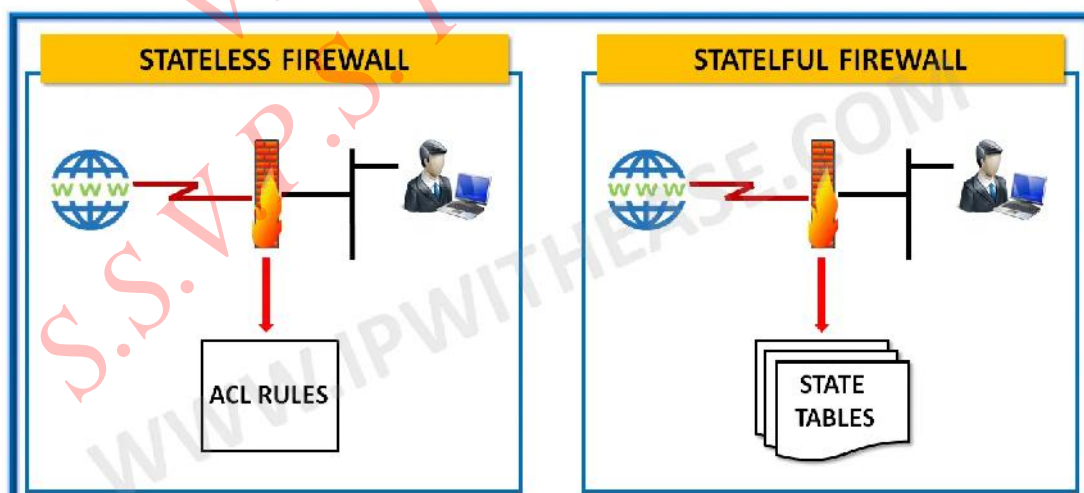 STATELESS FIREWALL
STATELFUL FIREWALL
WWW
WWW
ACL RULES
STATE
TABLES
WWW.IPWITHEASE.COM
S.S.V.P.S.